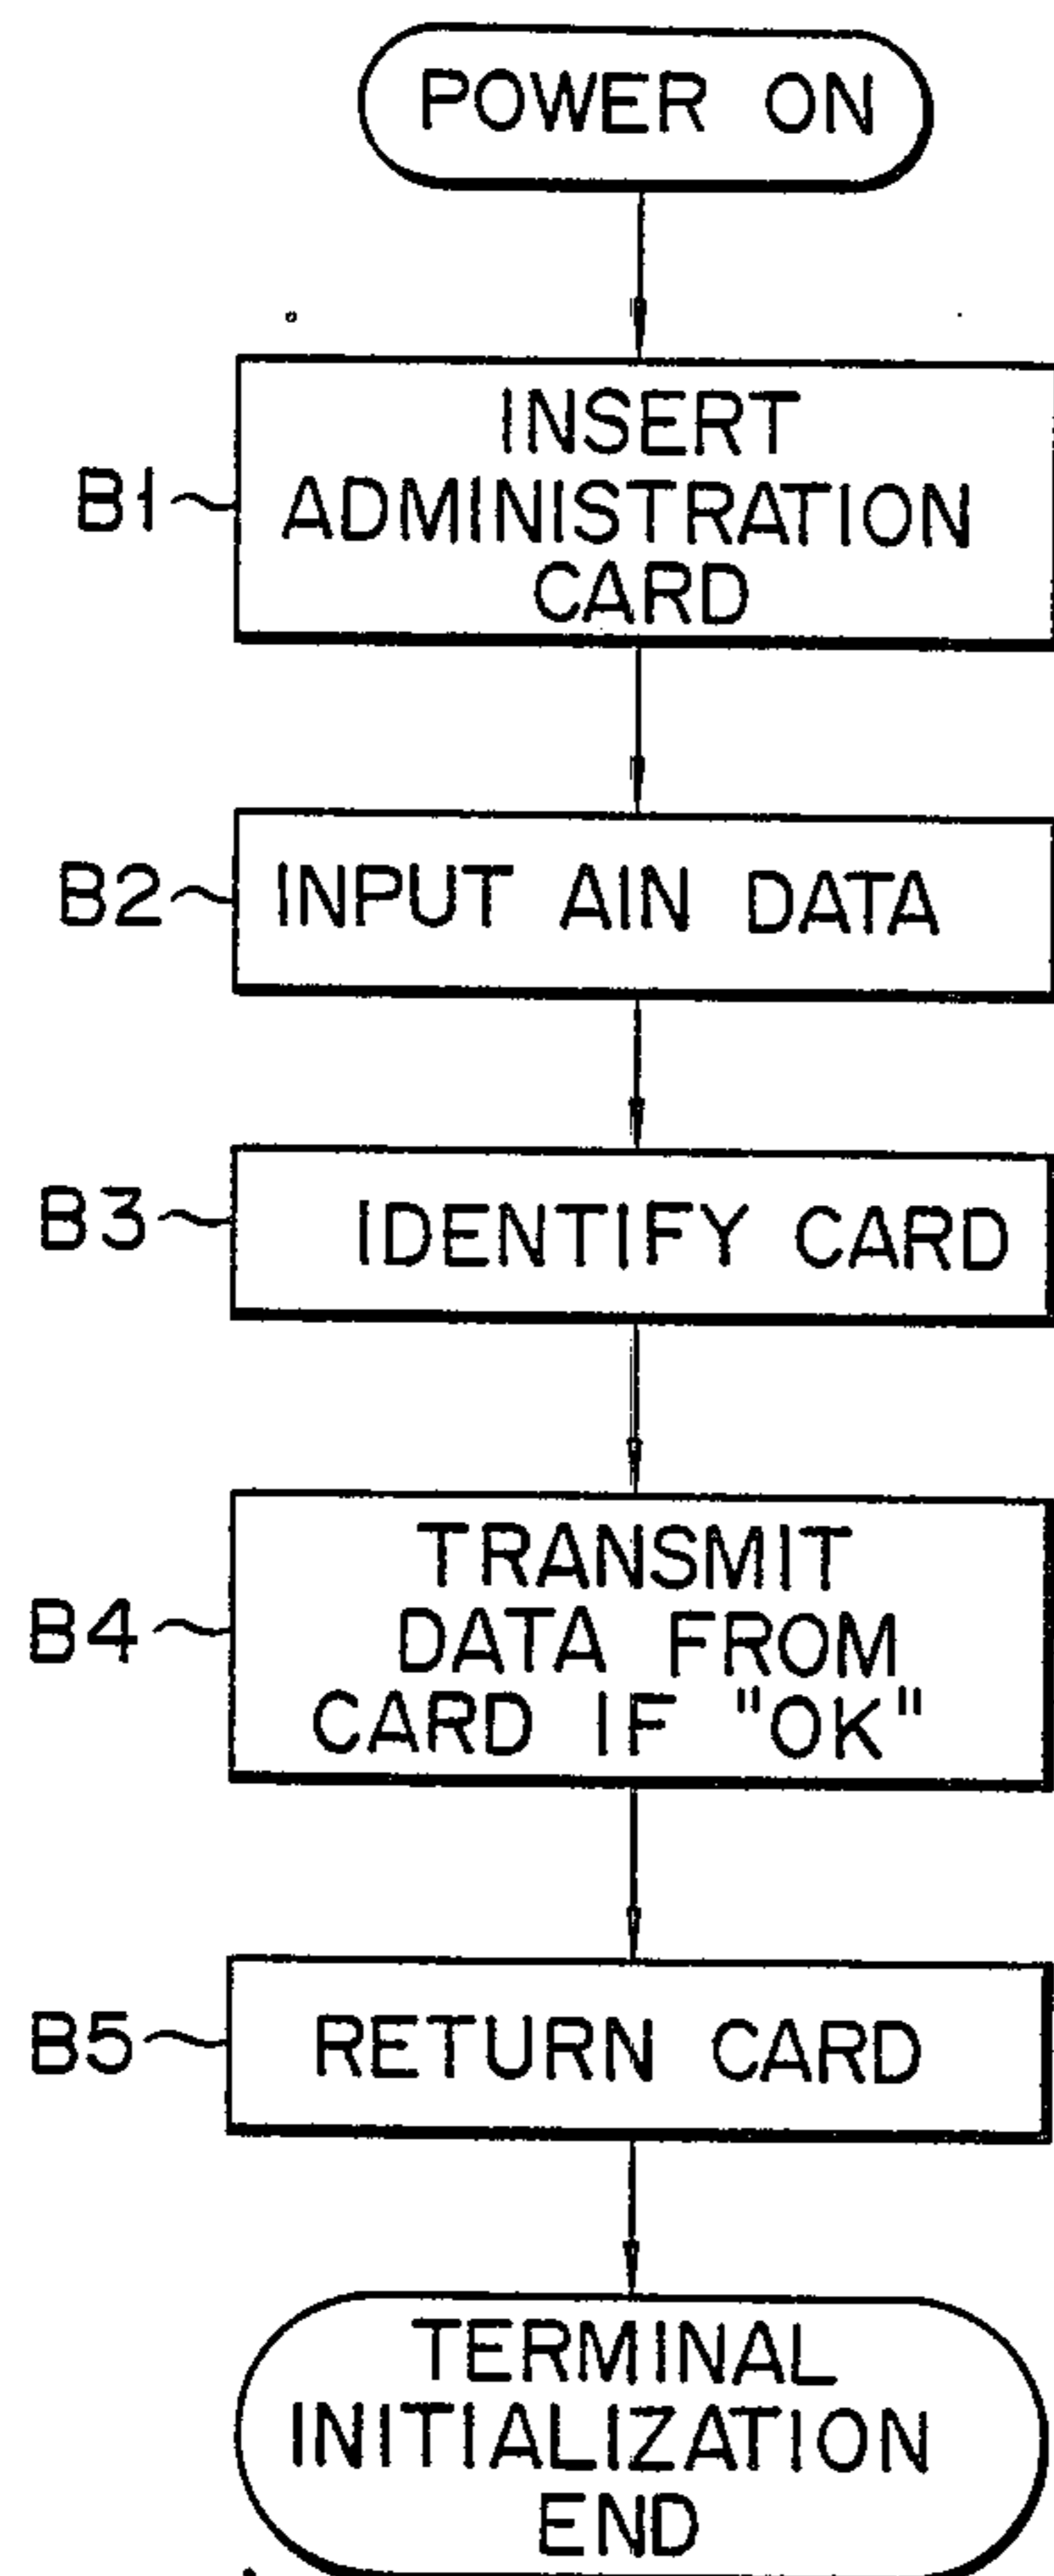 POWER ON
INSERT
B1 ADMINISTRATION
CARD
B2 INPUT AIN DATA
B3 IDENTIFY CARD
TRANSMIT
B4 DATA FROM
CARD IF "OK"
B5 RETURN CARD
TERMINAL
INITIALIZATION
END